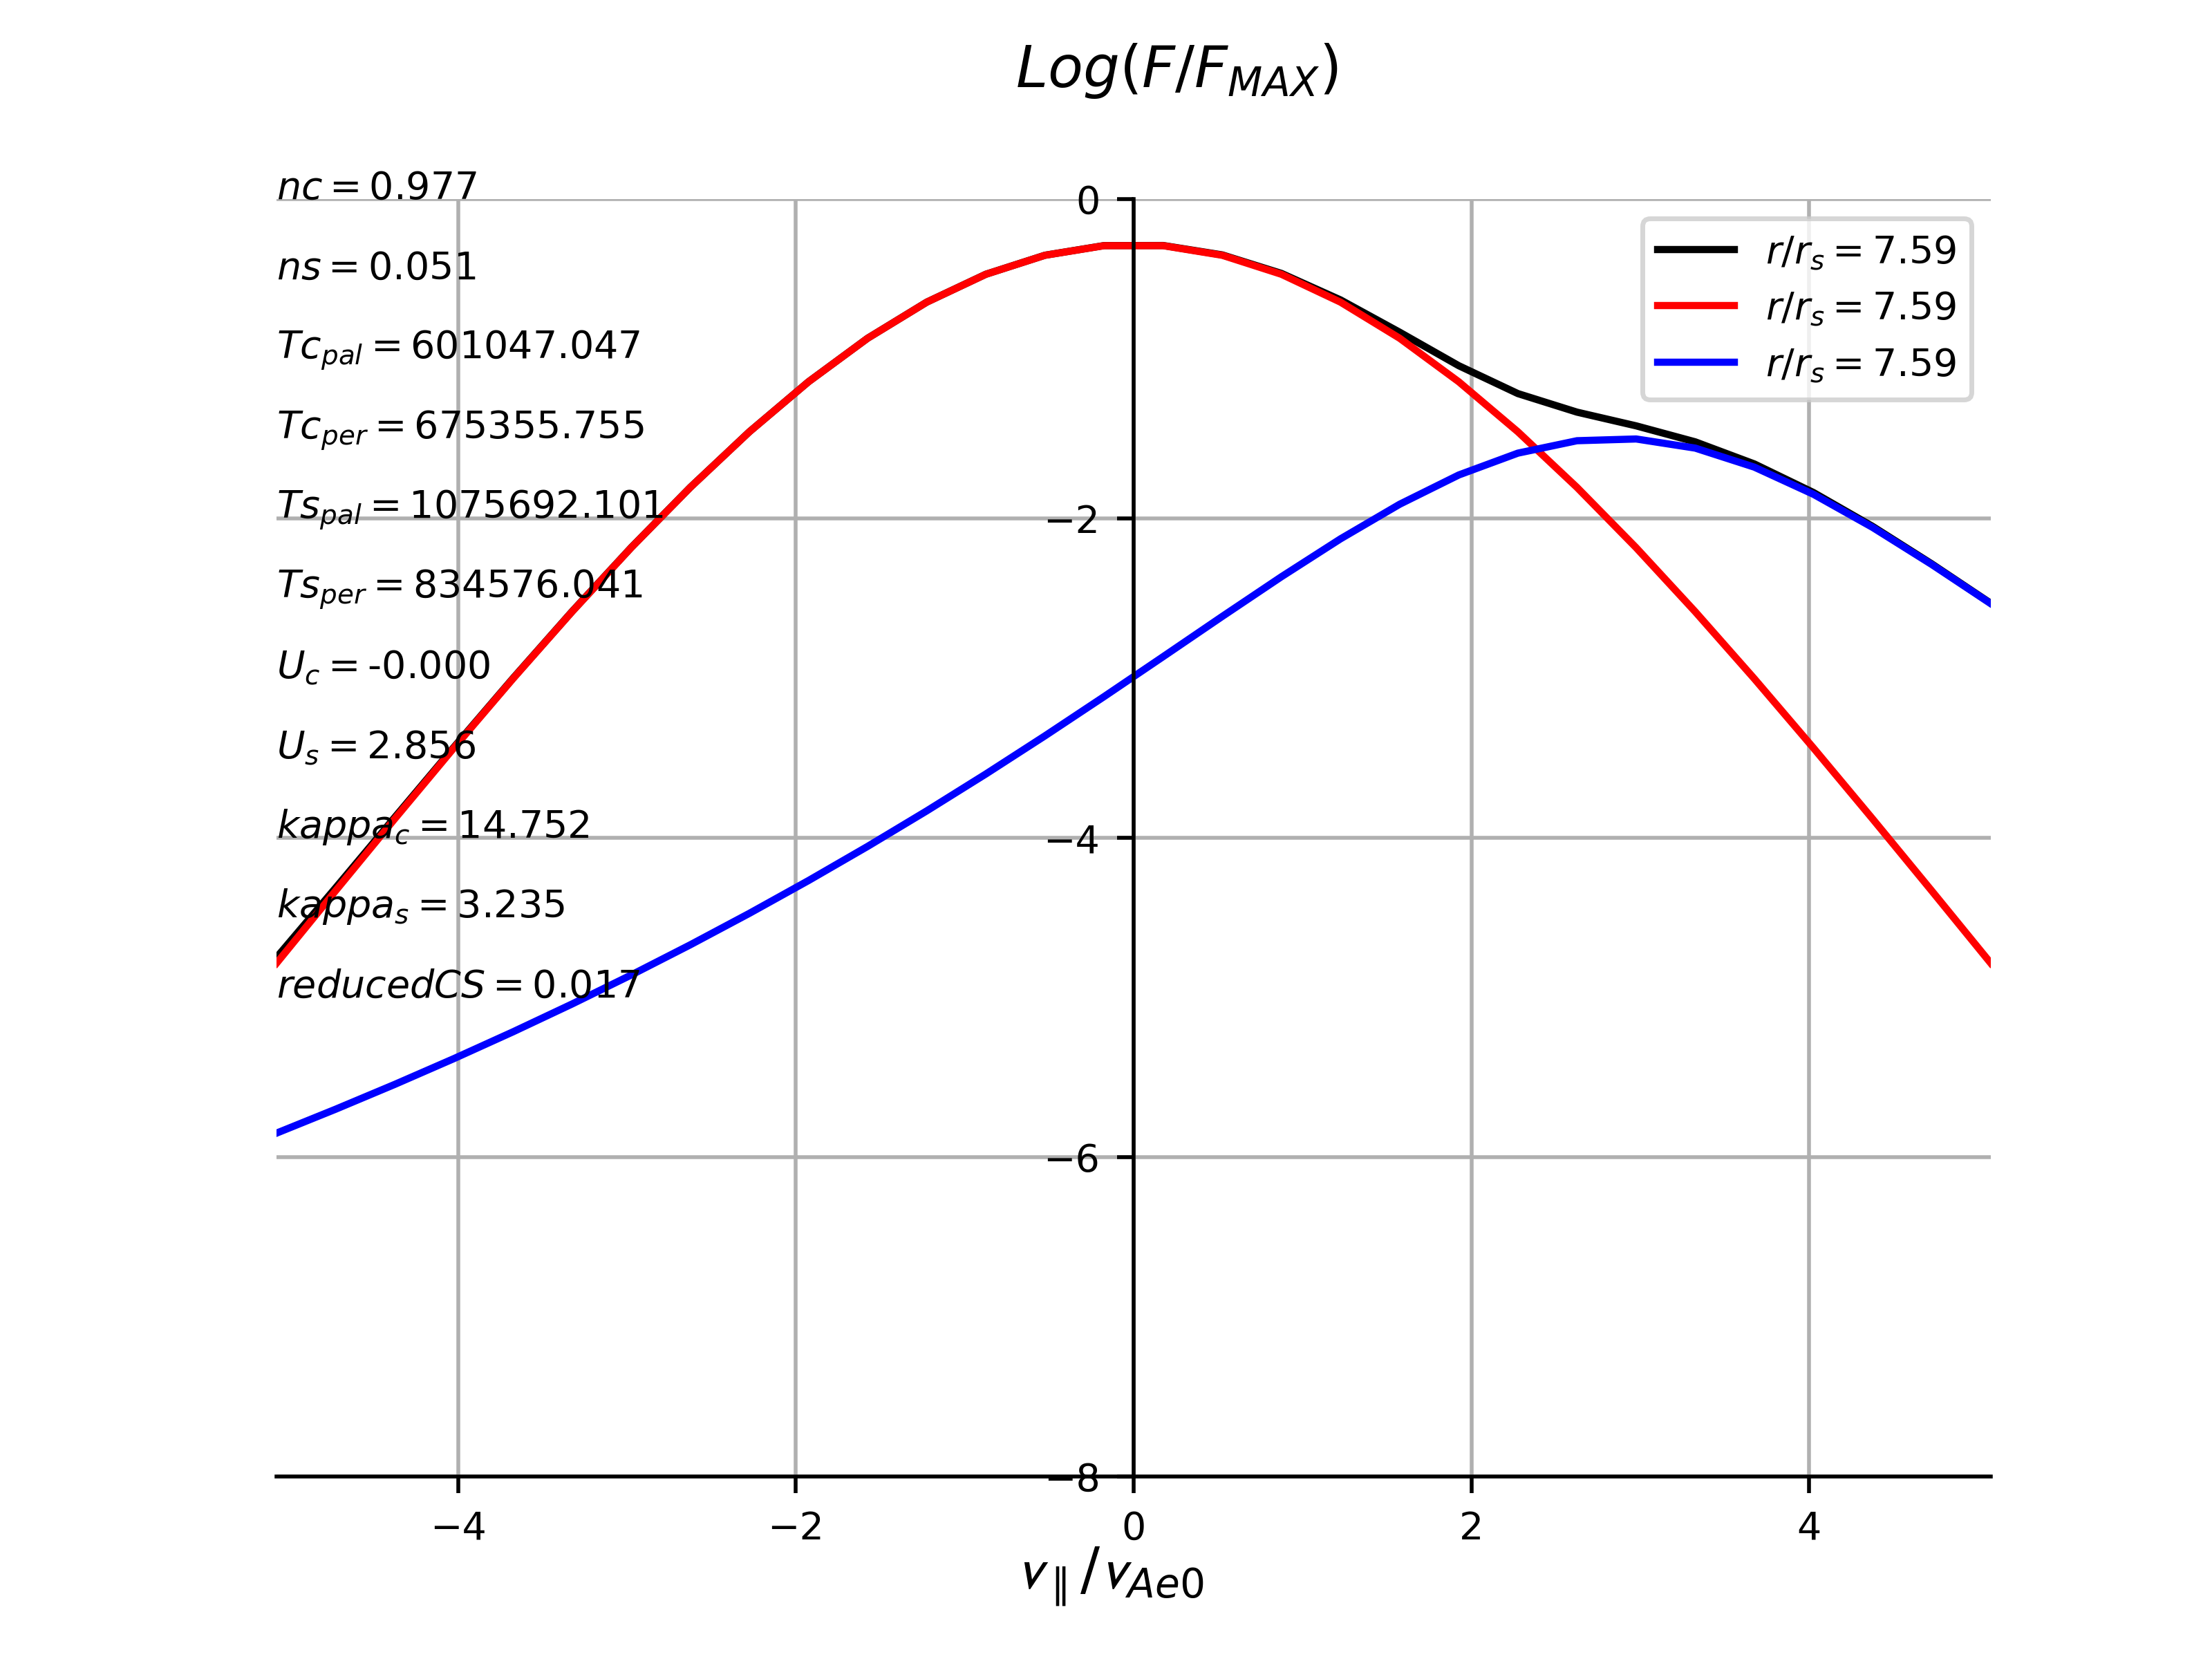 Log(F/F_MAX)
nc = 0.977
ns = 0.051
Tc_pal = 601047.047
Tc_per = 675355.755
Ts_pal = 1075692.101
Ts_per = 834576.041
U_c = -0.000
U_s = 2.856
kappa_c = 14.752
kappa_s = 3.235
reducedCS = 0.017
r/r_s = 7.59
r/r_s = 7.59
r/r_s = 7.59
0
−2
−4
−6
−8
−4 −2 0 2 4
v_∥/v_Ae0